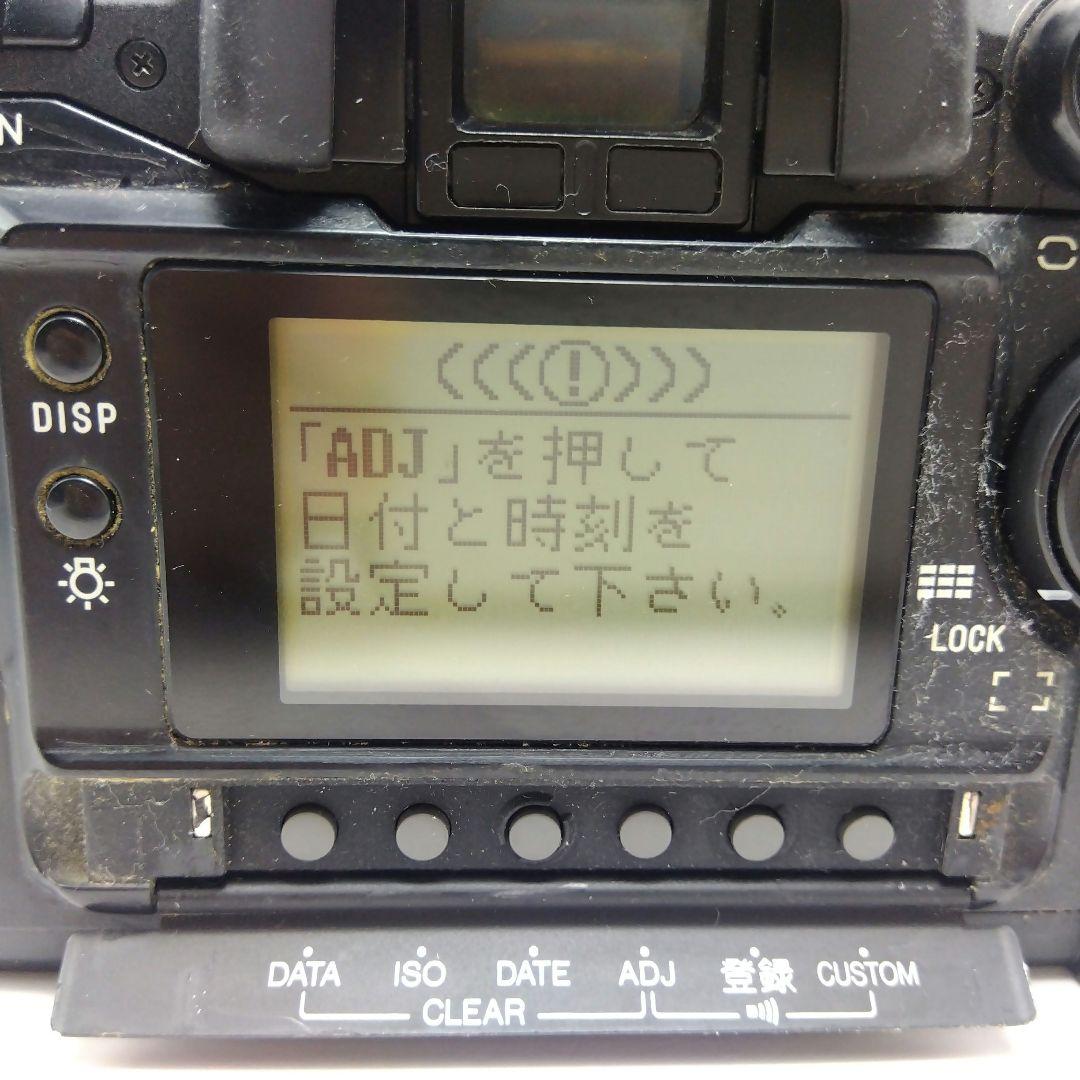 N
DISP
!
「ADJ」を押して
日付と時刻を
設定して下さい。
LOCK
DATA ISO DATE ADJ 登録 CUSTOM
CLEAR